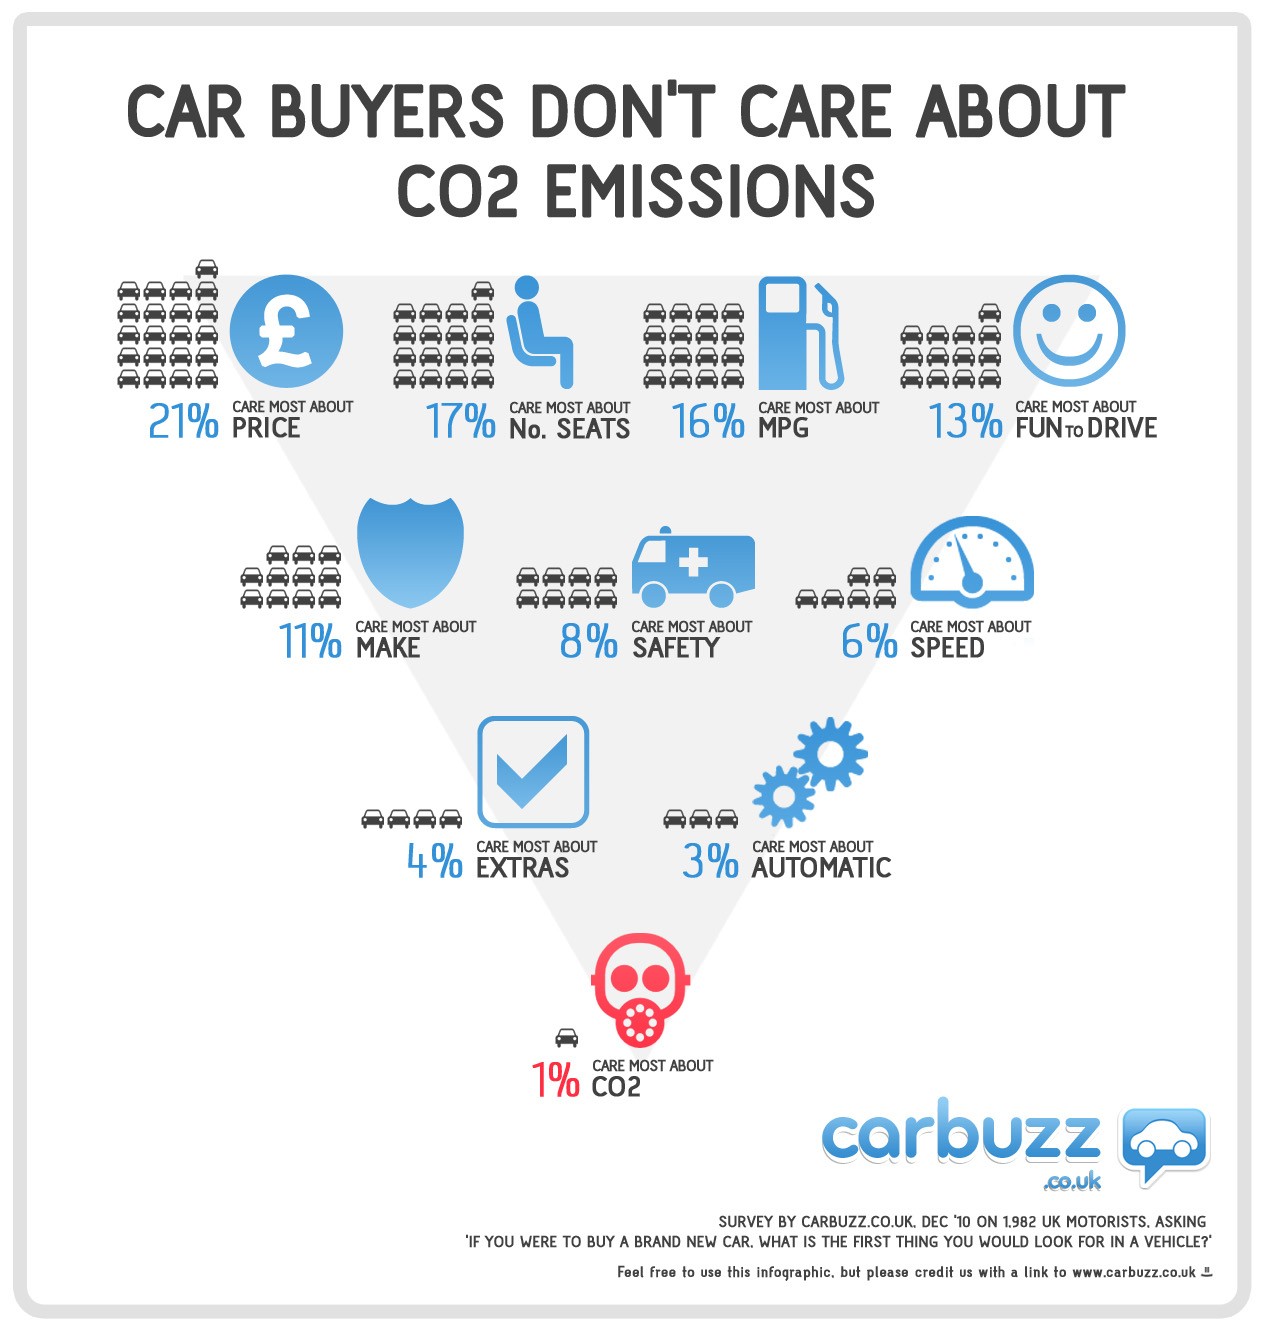 CAR BUYERS DON'T CARE ABOUT
CO2 EMISSIONS
£
21% CARE MOST ABOUT
PRICE
17% CARE MOST ABOUT
No. SEATS
16% CARE MOST ABOUT
MPG
13% CARE MOST ABOUT
FUN TO DRIVE
11% CARE MOST ABOUT
MAKE
8% CARE MOST ABOUT
SAFETY
6% CARE MOST ABOUT
SPEED
4% CARE MOST ABOUT
EXTRAS
3% CARE MOST ABOUT
AUTOMATIC
1% CARE MOST ABOUT
CO2
carbuzz
.co.uk
SURVEY BY CARBUZZ.CO.UK, DEC '10 ON 1,982 UK MOTORISTS, ASKING
'IF YOU WERE TO BUY A BRAND NEW CAR, WHAT IS THE FIRST THING YOU WOULD LOOK FOR IN A VEHICLE?'
Feel free to use this infographic, but please credit us with a link to www.carbuzz.co.uk